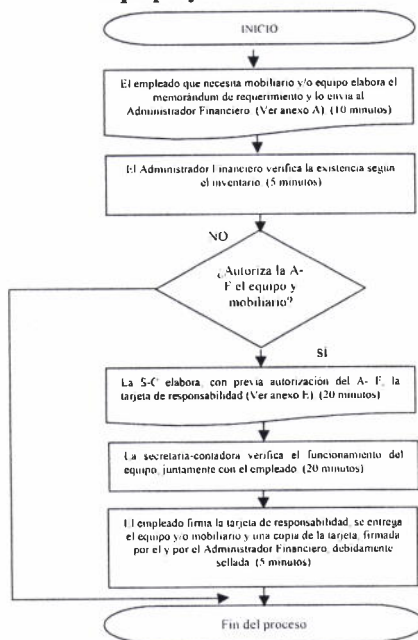 INICIO
El empleado que necesita mobiliario y/o equipo elabora el
memorándum de requerimiento y lo envia al
Administrador Financiero (Ver anexo A) (10 minutos)
El Administrador Financiero verifica la existencia según
el inventario (5 minutos)
NO
¿Autoriza la A-
F el equipo y
mobiliario?
SÍ
La S-C elabora, con previa autorización del A- F, la
tarjeta de responsabilidad (Ver anexo E) (20 minutos)
La secretaria-contadora verifica el funcionamiento del
equipo, juntamente con el empleado (20 minutos)
El empleado firma la tarjeta de responsabilidad, se entrega
el equipo y/o mobiliario y una copia de la tarjeta, firmada
por el y por el Administrador Financiero, debidamente
sellada (5 minutos)
Fin del proceso